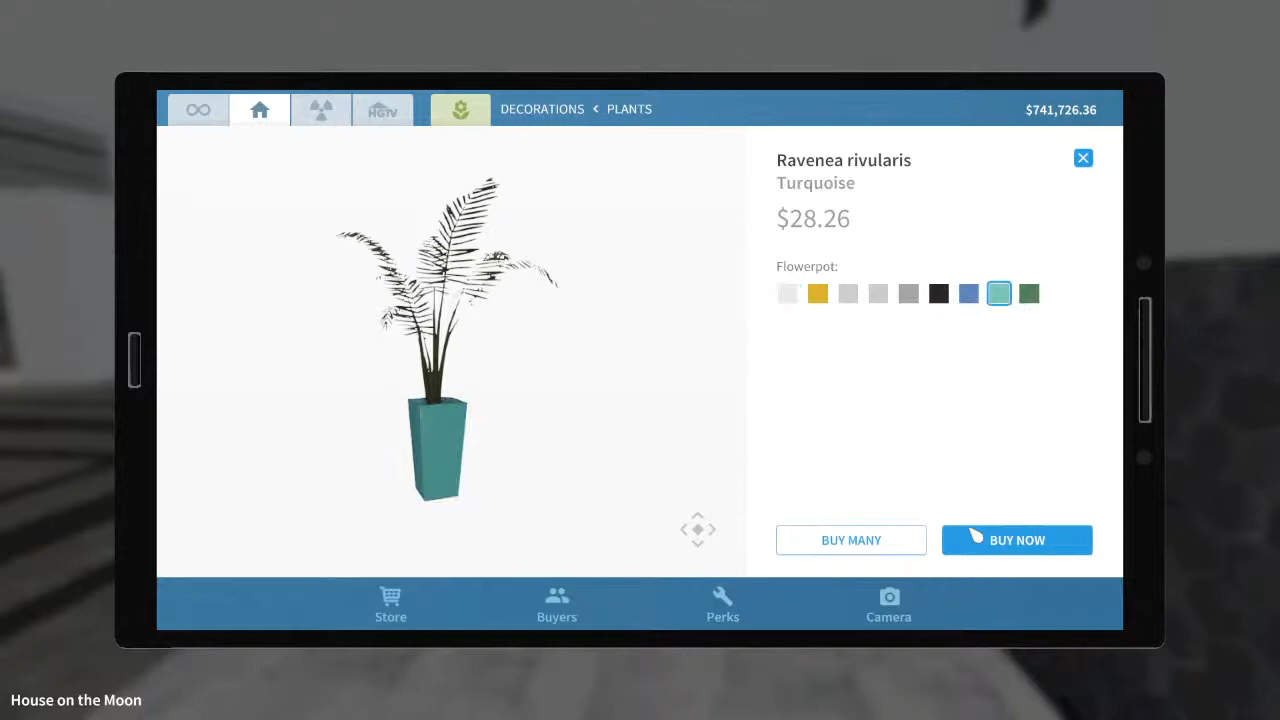 HGTV
DECORATIONS < PLANTS
$741,726.36
Ravenea rivularis
Turquoise
$28.26
Flowerpot:
BUY MANY
BUY NOW
Store
Buyers
Perks
Camera
House on the Moon